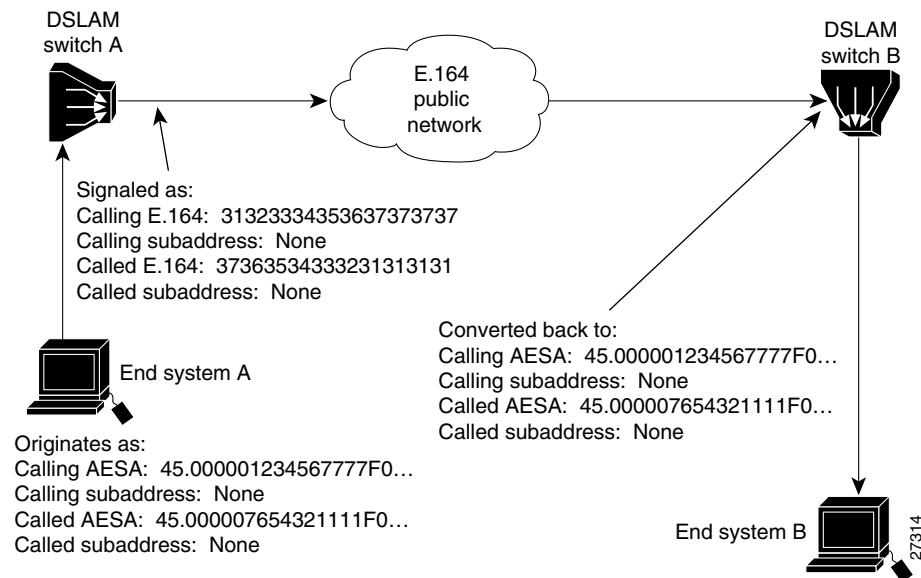 DSLAM
switch A
E.164
public
network
DSLAM
switch B
Signaled as:
Calling E.164: 31323334353637373737
Calling subaddress: None
Called E.164: 37363534333231313131
Called subaddress: None
Converted back to:
Calling AESA: 45.000001234567777F0…
Calling subaddress: None
Called AESA: 45.000007654321111F0…
Called subaddress: None
End system A
Originates as:
Calling AESA: 45.000001234567777F0…
Calling subaddress: None
Called AESA: 45.000007654321111F0…
Called subaddress: None
End system B
27314